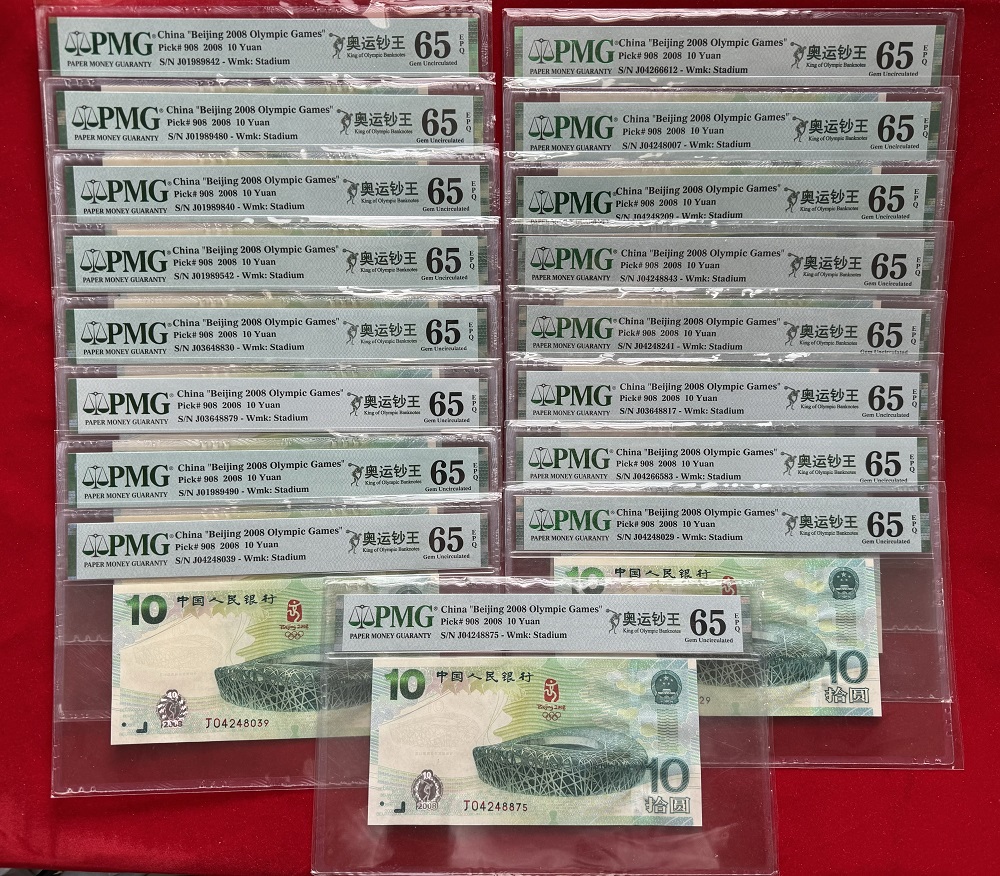 PMG
PAPER MONEY GUARANTY
China "Beijing 2008 Olympic Games"
Pick# 908 2008 10 Yuan
S/N J01989842 - Wmk: Stadium
奥运钞王
King of Olympic Banknotes
65
EPQ
Gem Uncirculated
PMG
PAPER MONEY GUARANTY
China "Beijing 2008 Olympic Games"
Pick# 908 2008 10 Yuan
S/N J01989480 - Wmk: Stadium
奥运钞王
King of Olympic Banknotes
65
EPQ
Gem Uncirculated
PMG
PAPER MONEY GUARANTY
China "Beijing 2008 Olympic Games"
Pick# 908 2008 10 Yuan
S/N J01989840 - Wmk: Stadium
奥运钞王
King of Olympic Banknotes
65
EPQ
Gem Uncirculated
PMG
PAPER MONEY GUARANTY
China "Beijing 2008 Olympic Games"
Pick# 908 2008 10 Yuan
S/N J01989542 - Wmk: Stadium
奥运钞王
King of Olympic Banknotes
65
EPQ
Gem Uncirculated
PMG
PAPER MONEY GUARANTY
China "Beijing 2008 Olympic Games"
Pick# 908 2008 10 Yuan
S/N J03648830 - Wmk: Stadium
奥运钞王
King of Olympic Banknotes
65
EPQ
Gem Uncirculated
PMG
PAPER MONEY GUARANTY
China "Beijing 2008 Olympic Games"
Pick# 908 2008 10 Yuan
S/N J03648879 - Wmk: Stadium
奥运钞王
King of Olympic Banknotes
65
EPQ
Gem Uncirculated
PMG
PAPER MONEY GUARANTY
China "Beijing 2008 Olympic Games"
Pick# 908 2008 10 Yuan
S/N J01989490 - Wmk: Stadium
奥运钞王
King of Olympic Banknotes
65
EPQ
Gem Uncirculated
PMG
PAPER MONEY GUARANTY
China "Beijing 2008 Olympic Games"
Pick# 908 2008 10 Yuan
S/N J04248039 - Wmk: Stadium
奥运钞王
King of Olympic Banknotes
65
EPQ
Gem Uncirculated
10
中国人民银行
Beijing 2008
2008
J04248039
PMG
PAPER MONEY GUARANTY
China "Beijing 2008 Olympic Games"
Pick# 908 2008 10 Yuan
S/N J04266612 - Wmk: Stadium
奥运钞王
King of Olympic Banknotes
65
EPQ
Gem Uncirculated
PMG
PAPER MONEY GUARANTY
China "Beijing 2008 Olympic Games"
Pick# 908 2008 10 Yuan
S/N J04248007 - Wmk: Stadium
奥运钞王
King of Olympic Banknotes
65
EPQ
Gem Uncirculated
PMG
PAPER MONEY GUARANTY
China "Beijing 2008 Olympic Games"
Pick# 908 2008 10 Yuan
S/N J04248209 - Wmk: Stadium
奥运钞王
King of Olympic Banknotes
65
EPQ
Gem Uncirculated
PMG
PAPER MONEY GUARANTY
China "Beijing 2008 Olympic Games"
Pick# 908 2008 10 Yuan
S/N J04248843 - Wmk: Stadium
奥运钞王
King of Olympic Banknotes
65
EPQ
Gem Uncirculated
PMG
PAPER MONEY GUARANTY
China "Beijing 2008 Olympic Games"
Pick# 908 2008 10 Yuan
S/N J04248241 - Wmk: Stadium
奥运钞王
King of Olympic Banknotes
65
EPQ
Gem Uncirculated
PMG
PAPER MONEY GUARANTY
China "Beijing 2008 Olympic Games"
Pick# 908 2008 10 Yuan
S/N J03648817 - Wmk: Stadium
奥运钞王
King of Olympic Banknotes
65
EPQ
Gem Uncirculated
PMG
PAPER MONEY GUARANTY
China "Beijing 2008 Olympic Games"
Pick# 908 2008 10 Yuan
S/N J04266583 - Wmk: Stadium
奥运钞王
King of Olympic Banknotes
65
EPQ
Gem Uncirculated
PMG
PAPER MONEY GUARANTY
China "Beijing 2008 Olympic Games"
Pick# 908 2008 10 Yuan
S/N J04248029 - Wmk: Stadium
奥运钞王
King of Olympic Banknotes
65
EPQ
Gem Uncirculated
10
中国人民银行
29
10
拾圆
PMG
PAPER MONEY GUARANTY
China "Beijing 2008 Olympic Games"
Pick# 908 2008 10 Yuan
S/N J04248875 - Wmk: Stadium
奥运钞王
King of Olympic Banknotes
65
EPQ
Gem Uncirculated
10
中国人民银行
Beijing 2008
2008
J04248875
10
拾圆